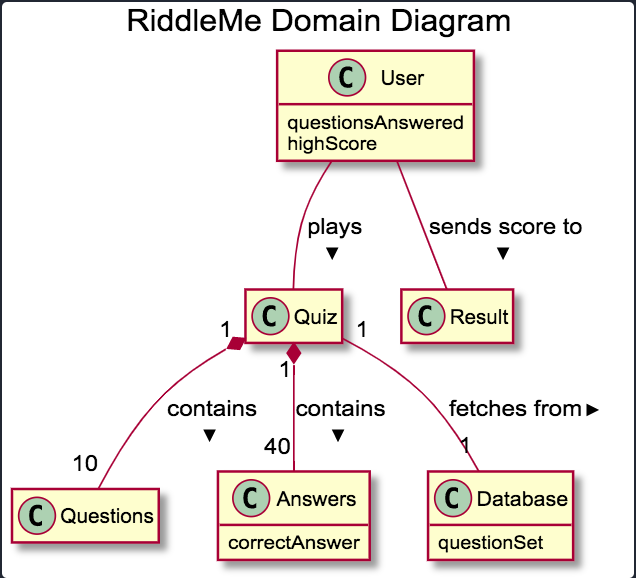 RiddleMe Domain Diagram
C User
questionsAnswered
highScore
plays
sends score to
C Quiz
C Result
1
1
1
contains
contains
fetches from
10
40
1
C Questions
C Answers
correctAnswer
C Database
questionSet